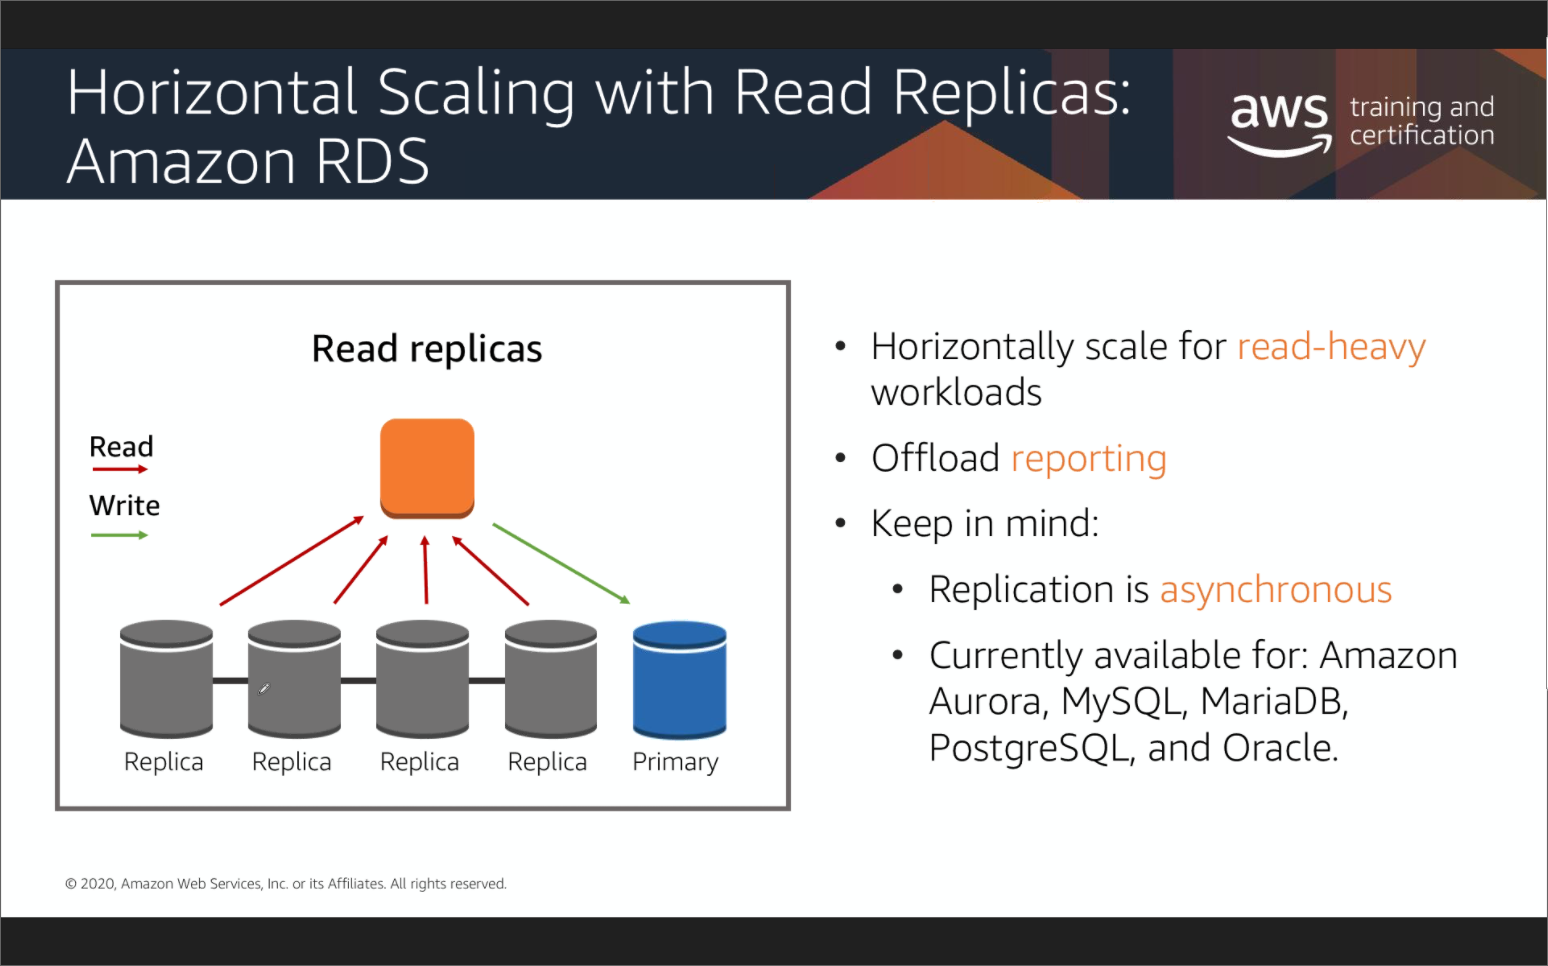 Horizontal Scaling with Read Replicas:
Amazon RDS
aws training and
certification
Read replicas
Read
Write
Replica Replica Replica Replica Primary
• Horizontally scale for read-heavy
workloads
• Offload reporting
• Keep in mind:
• Replication is asynchronous
• Currently available for: Amazon
Aurora, MySQL, MariaDB,
PostgreSQL, and Oracle.
© 2020, Amazon Web Services, Inc. or its Affiliates. All rights reserved.